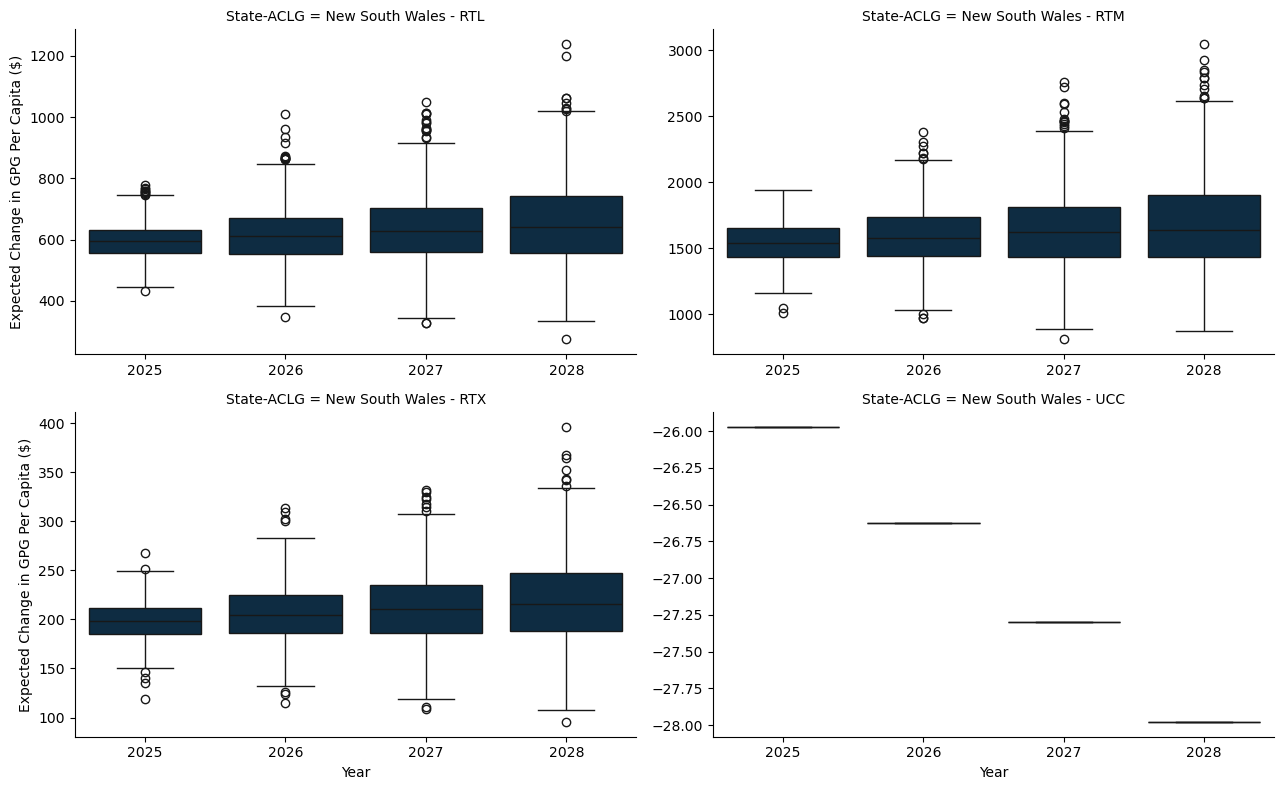 State-ACLG = New South Wales - RTL
Expected Change in GPG Per Capita ($)
1200
1000
800
600
400
2025 2026 2027 2028
State-ACLG = New South Wales - RTM
3000
2500
2000
1500
1000
2025 2026 2027 2028
State-ACLG = New South Wales - RTX
Expected Change in GPG Per Capita ($)
400
350
300
250
200
150
100
2025 2026 2027 2028
Year
State-ACLG = New South Wales - UCC
−26.00
−26.25
−26.50
−26.75
−27.00
−27.25
−27.50
−27.75
−28.00
2025 2026 2027 2028
Year